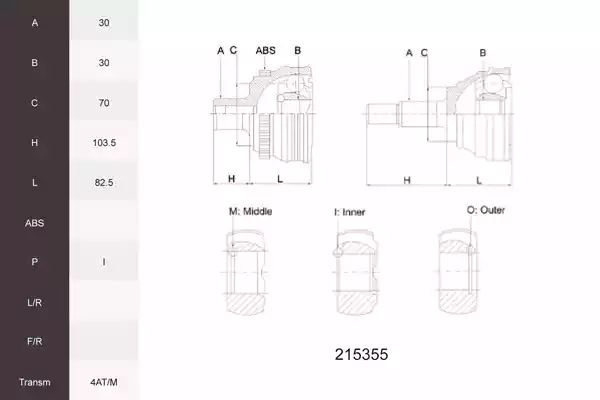 A 30
B 30
C 70
H 103.5
L 82.5
ABS
P I
L/R
F/R
Transm 4AT/M
A C ABS B
A C B
H L
H L
M: Middle
I: Inner
O: Outer
215355